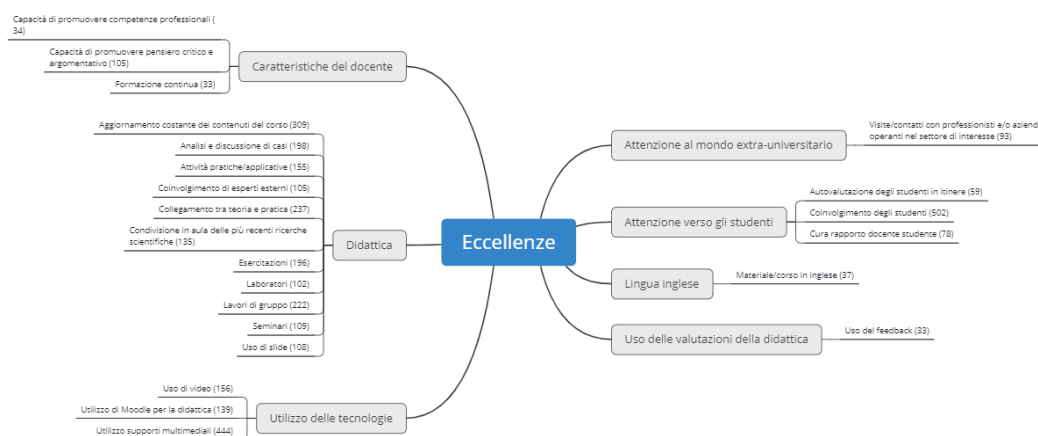 Capacità di promuovere competenze professionali (
34)
Capacità di promuovere pensiero critico e
argomentativo (105)
Formazione continua (33)
Caratteristiche del docente
Aggiornamento costante dei contenuti del corso (309)
Analisi e discussione di casi (198)
Attività pratiche/applicative (155)
Coinvolgimento di esperti esterni (105)
Collegamento tra teoria e pratica (237)
Condivisione in aula delle più recenti ricerche
scientifiche (135)
Esercitazioni (196)
Laboratori (102)
Lavori di gruppo (222)
Seminari (109)
Uso di slide (108)
Didattica
Uso di video (156)
Utilizzo di Moodle per la didattica (139)
Utilizzo supporti multimediali (444)
Utilizzo delle tecnologie
Eccellenze
Attenzione al mondo extra-universitario
Visite/contatti con professionisti e/o aziend
operanti nel settore di interesse (93)
Attenzione verso gli studenti
Autovalutazione degli studenti in itinere (59)
Coinvolgimento degli studenti (502)
Cura rapporto docente studente (78)
Lingua inglese
Materiale/corso in inglese (37)
Uso delle valutazioni della didattica
Uso del feedback (33)